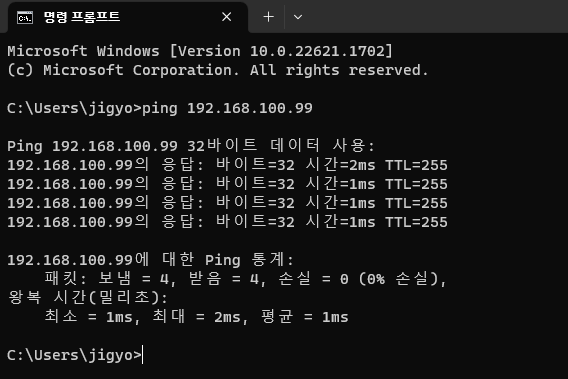 명령 프롬프트
Microsoft Windows [Version 10.0.22621.1702]
(c) Microsoft Corporation. All rights reserved.
C:\Users\jigyo>ping 192.168.100.99
Ping 192.168.100.99 32바이트 데이터 사용:
192.168.100.99의 응답: 바이트=32 시간=2ms TTL=255
192.168.100.99의 응답: 바이트=32 시간=1ms TTL=255
192.168.100.99의 응답: 바이트=32 시간=1ms TTL=255
192.168.100.99의 응답: 바이트=32 시간=1ms TTL=255
192.168.100.99에 대한 Ping 통계:
패킷: 보냄 = 4, 받음 = 4, 손실 = 0 (0% 손실),
왕복 시간(밀리초):
최소 = 1ms, 최대 = 2ms, 평균 = 1ms
C:\Users\jigyo>